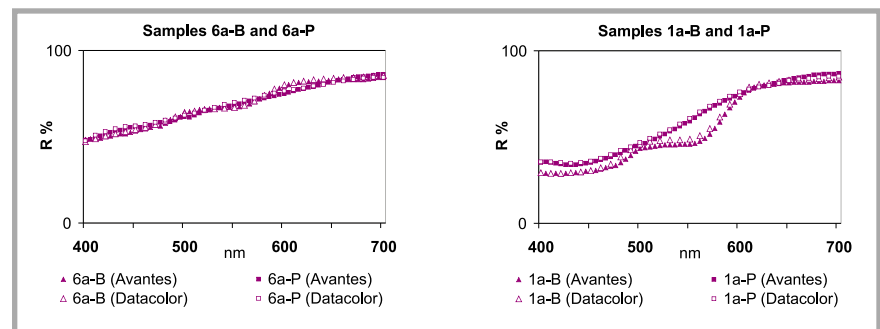 Samples 6a-B and 6a-P
100
R %
0
400 500 600 700
nm
▲ 6a-B (Avantes) ■ 6a-P (Avantes)
△ 6a-B (Datacolor) □ 6a-P (Datacolor)
Samples 1a-B and 1a-P
100
R %
0
400 500 600 700
nm
▲ 1a-B (Avantes) ■ 1a-P (Avantes)
△ 1a-B (Datacolor) □ 1a-P (Datacolor)